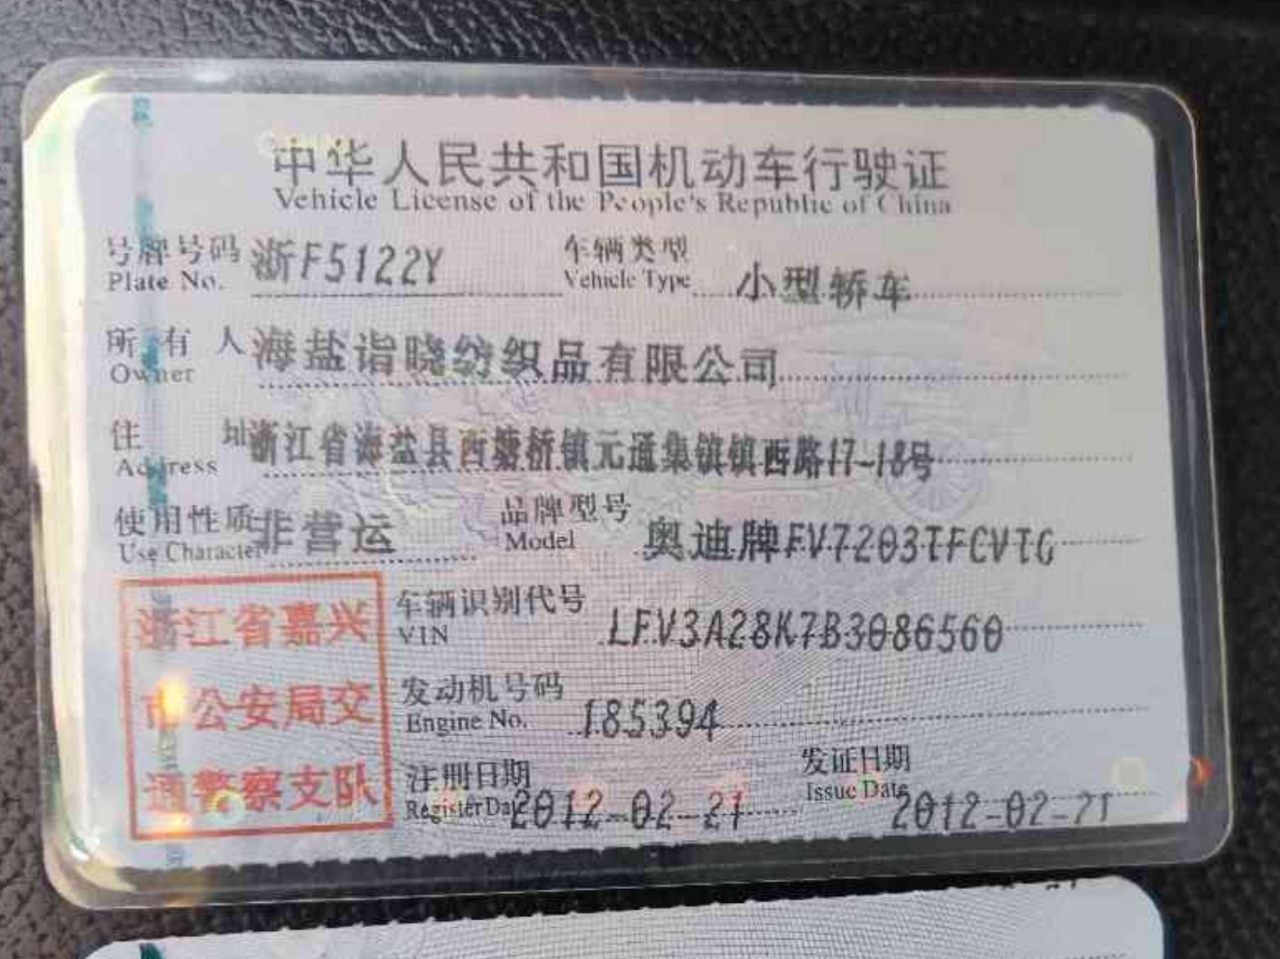 中华人民共和国机动车行驶证
Vehicle License of the People's Republic of China
号牌号码 浙F5122Y 车辆类型 小型轿车
Plate No. Vehicle Type
所有人 海盐诣晓纺织品有限公司
Owner
住址 浙江省海盐县西塘桥镇元通集镇镇西路17-18号
Address
使用性质 非营运 品牌型号 奥迪牌FV7203TFCVTG
Use Character Model
浙江省嘉兴
市公安局交
通警察支队
车辆识别代号 LFV3A28K7B3086560
VIN
发动机号码 185394
Engine No.
注册日期 2012-02-21 发证日期 2012-02-21
Register Date Issue Date